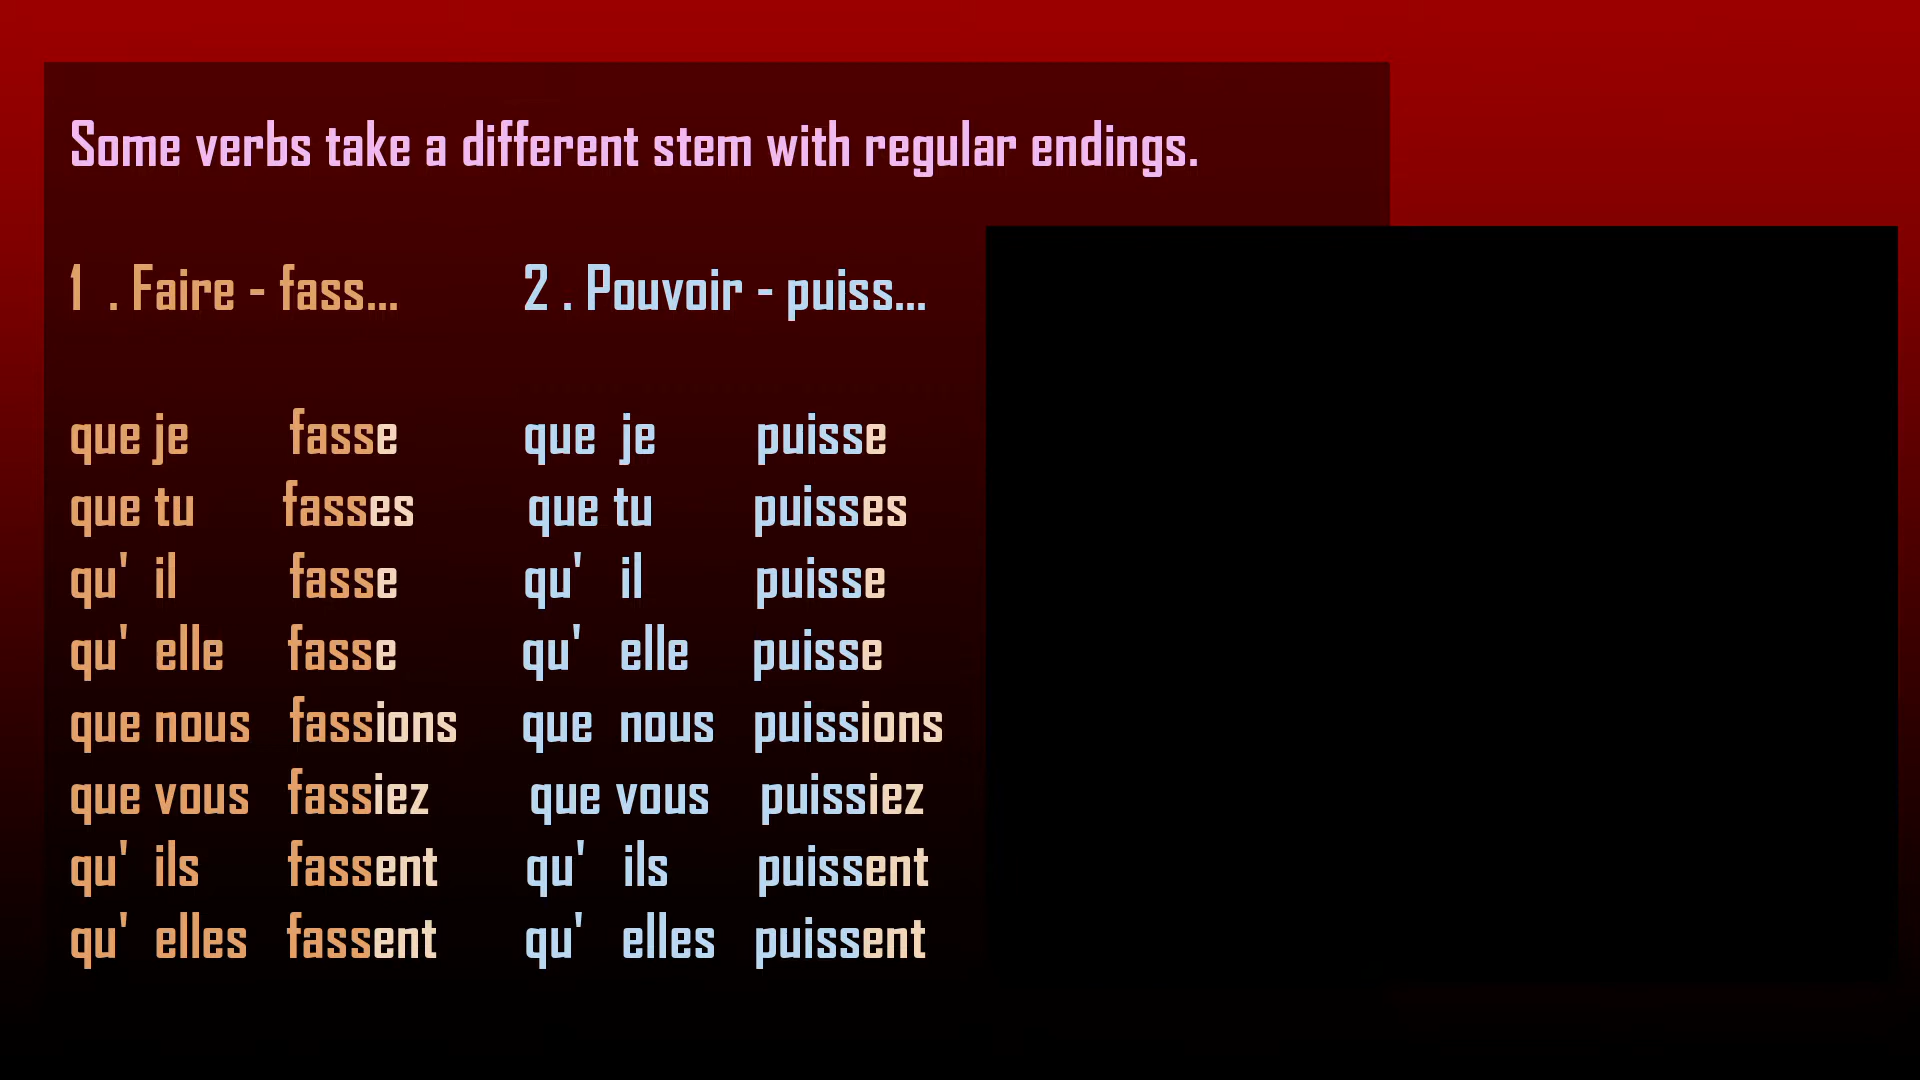 Some verbs take a different stem with regular endings.
1 . Faire - fass... 2 . Pouvoir - puiss...
que je fasse que je puisse
que tu fasses que tu puisses
qu' il fasse qu' il puisse
qu' elle fasse qu' elle puisse
que nous fassions que nous puissions
que vous fassiez que vous puissiez
qu' ils fassent qu' ils puissent
qu' elles fassent qu' elles puissent